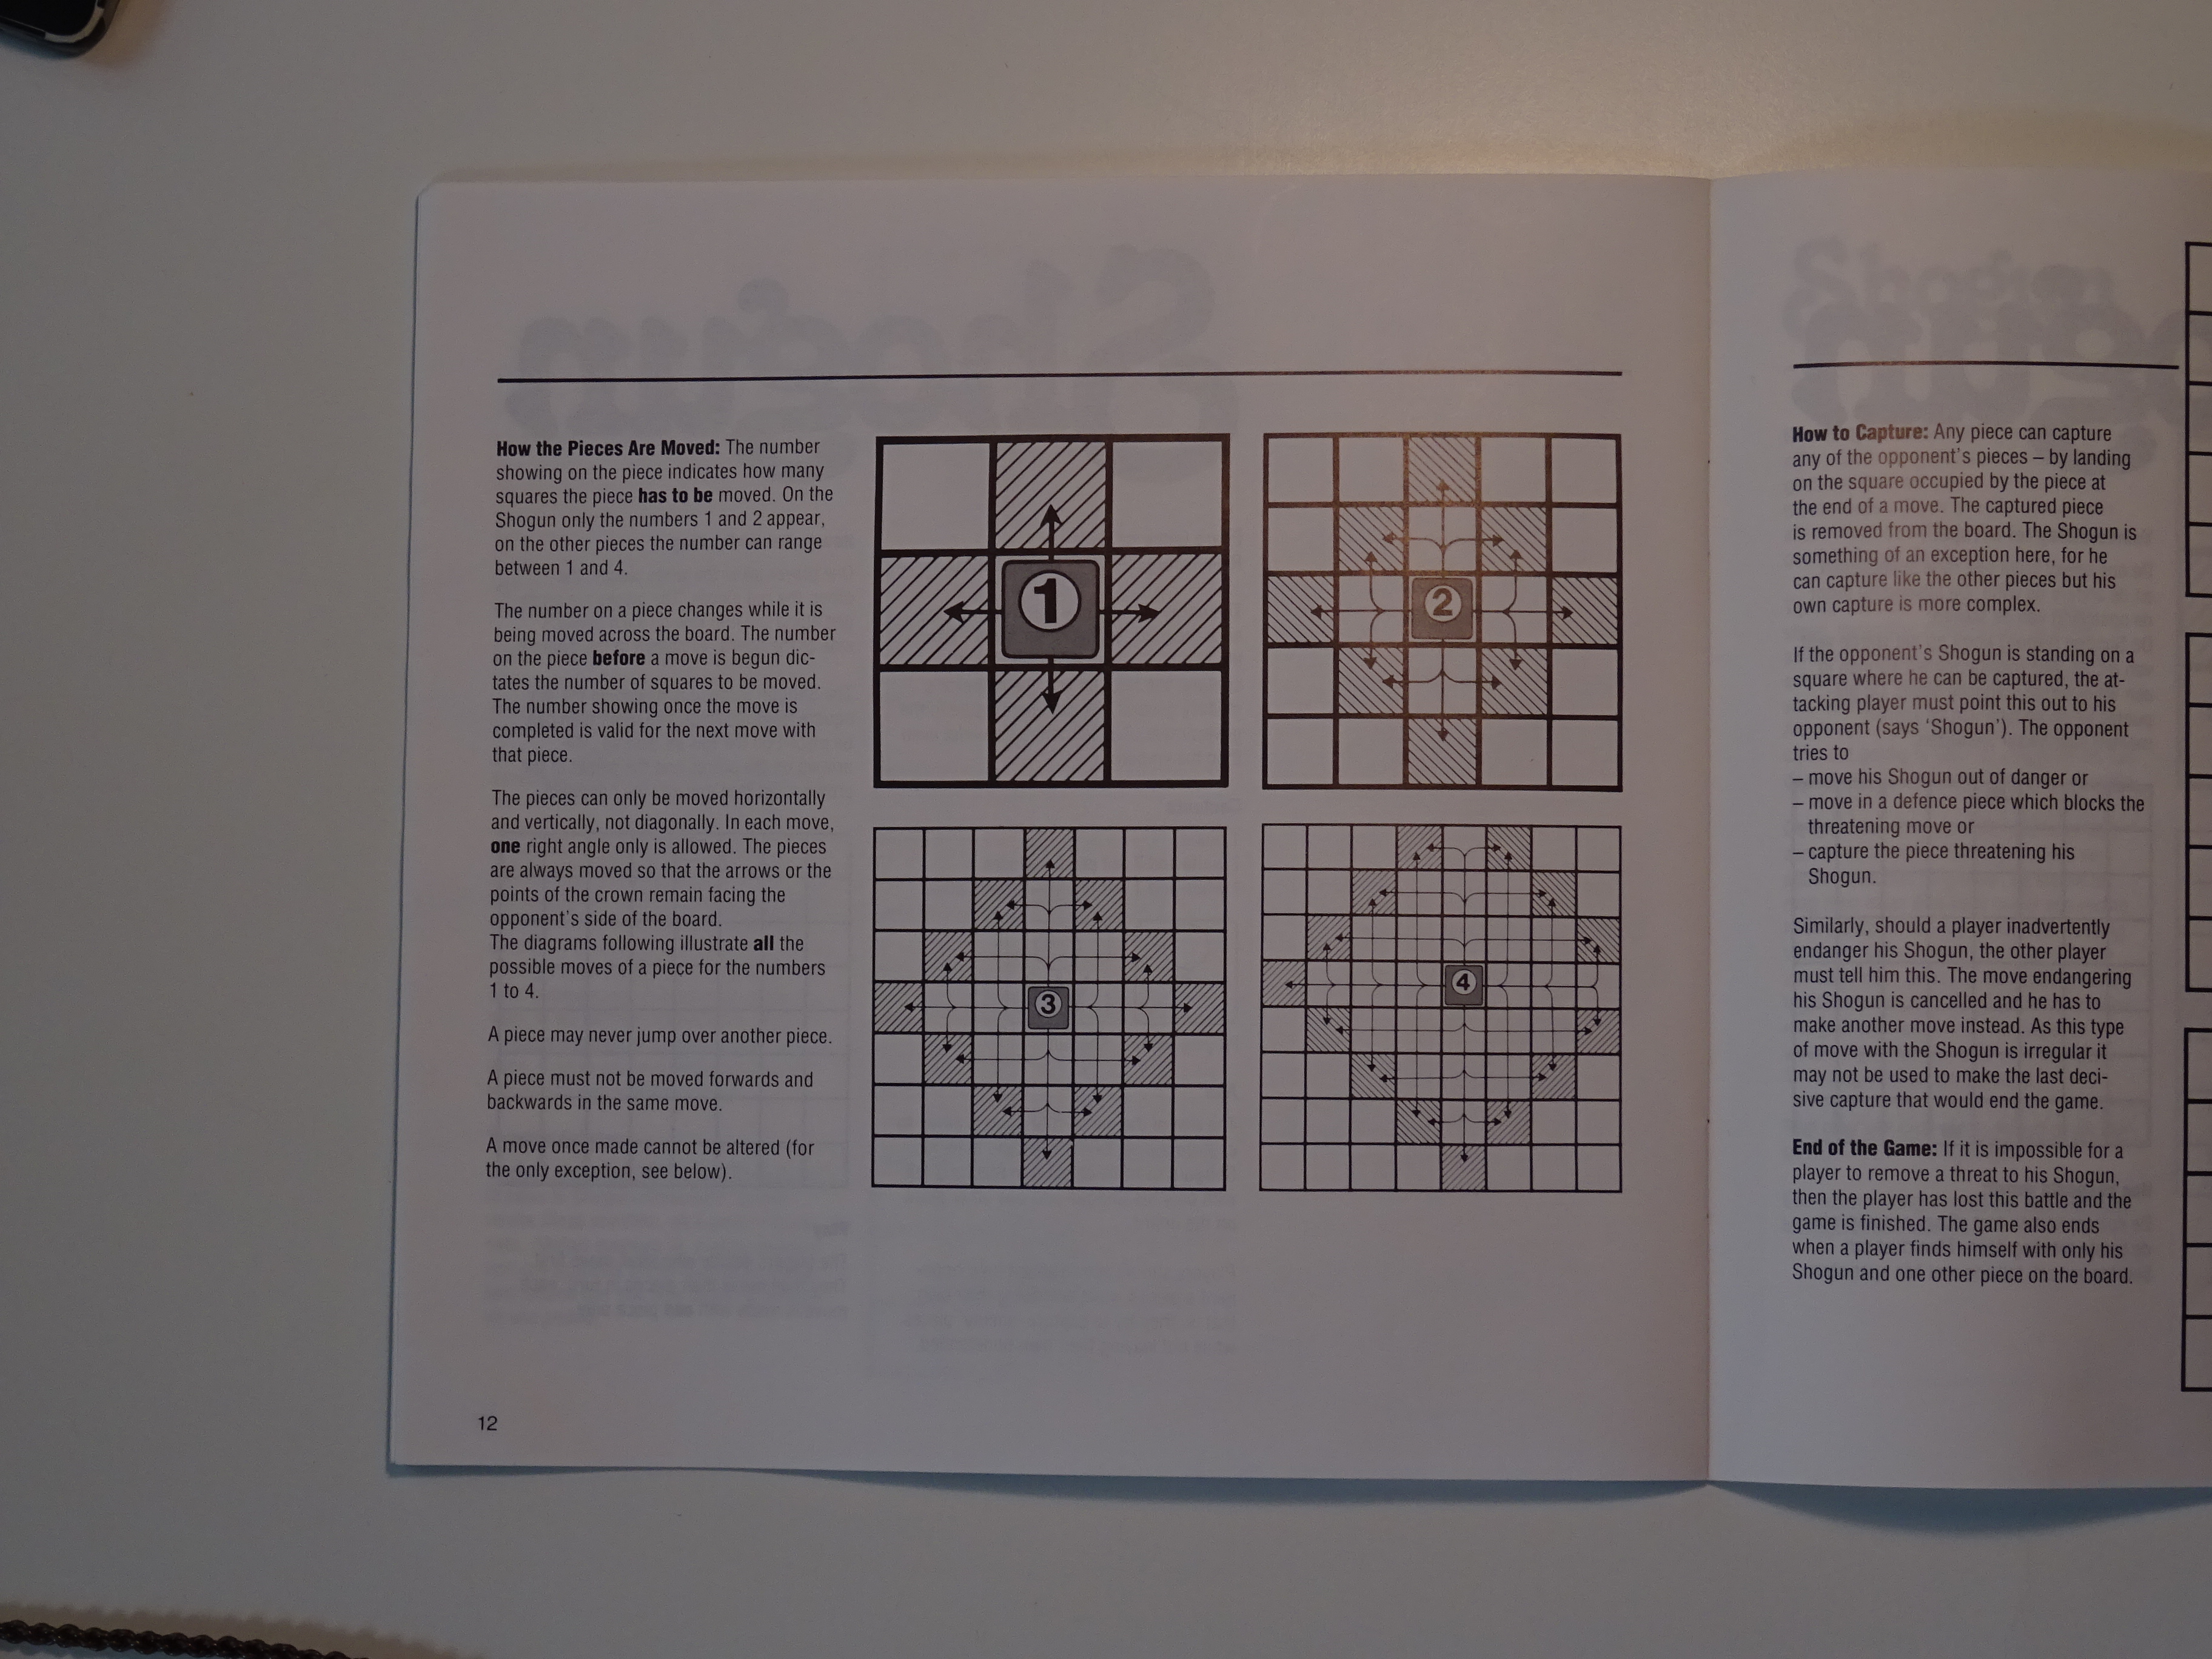 How the Pieces Are Moved: The number
showing on the piece indicates how many
squares the piece has to be moved. On the
Shogun only the numbers 1 and 2 appear,
on the other pieces the number can range
between 1 and 4.
The number on a piece changes while it is
being moved across the board. The number
on the piece before a move is begun dic-
tates the number of squares to be moved.
The number showing once the move is
completed is valid for the next move with
that piece.
The pieces can only be moved horizontally
and vertically, not diagonally. In each move,
one right angle only is allowed. The pieces
are always moved so that the arrows or the
points of the crown remain facing the
opponent's side of the board.
The diagrams following illustrate all the
possible moves of a piece for the numbers
1 to 4.
A piece may never jump over another piece.
A piece must not be moved forwards and
backwards in the same move.
A move once made cannot be altered (for
the only exception, see below).
1
2
3
4
12
Shogun
How to Capture: Any piece can capture
any of the opponent's pieces – by landing
on the square occupied by the piece at
the end of a move. The captured piece
is removed from the board. The Shogun is
something of an exception here, for he
can capture like the other pieces but his
own capture is more complex.
If the opponent's Shogun is standing on a
square where he can be captured, the at-
tacking player must point this out to his
opponent (says ‘Shogun’). The opponent
tries to
– move his Shogun out of danger or
– move in a defence piece which blocks the
threatening move or
– capture the piece threatening his
Shogun.
Similarly, should a player inadvertently
endanger his Shogun, the other player
must tell him this. The move endangering
his Shogun is cancelled and he has to
make another move instead. As this type
of move with the Shogun is irregular it
may not be used to make the last deci-
sive capture that would end the game.
End of the Game: If it is impossible for a
player to remove a threat to his Shogun,
then the player has lost this battle and the
game is finished. The game also ends
when a player finds himself with only his
Shogun and one other piece on the board.